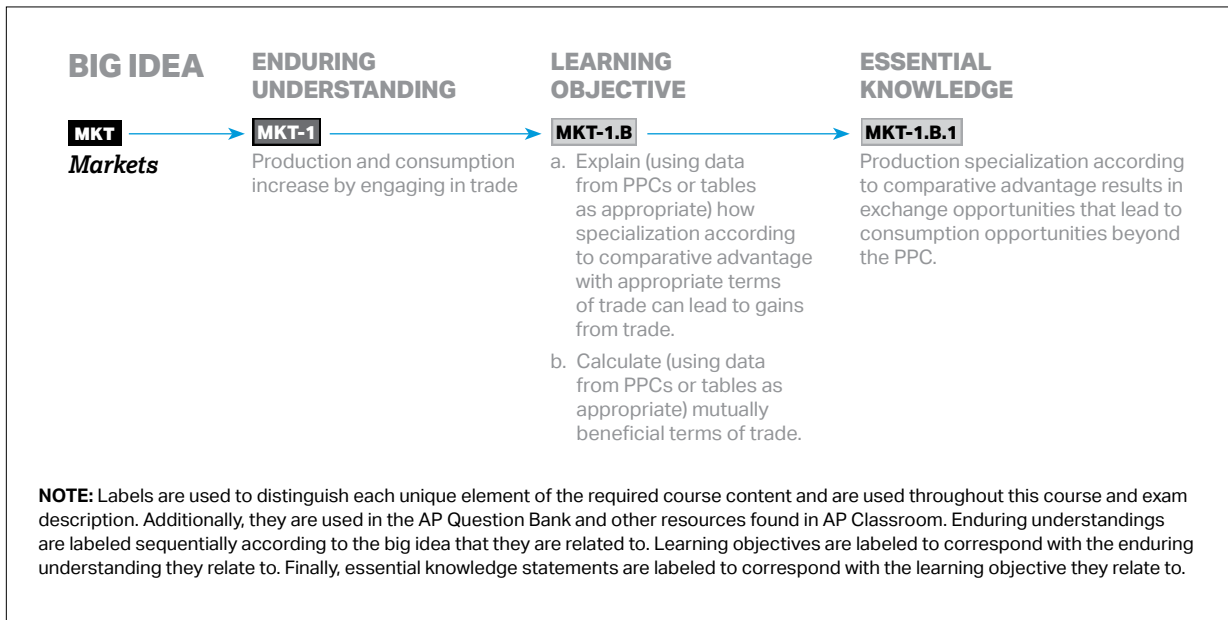 BIG IDEA
MKT
Markets
ENDURING
UNDERSTANDING
MKT-1
Production and consumption
increase by engaging in trade
LEARNING
OBJECTIVE
MKT-1.B
a. Explain (using data
from PPCs or tables
as appropriate) how
specialization according
to comparative advantage
with appropriate terms
of trade can lead to gains
from trade.
b. Calculate (using data
from PPCs or tables as
appropriate) mutually
beneficial terms of trade.
ESSENTIAL
KNOWLEDGE
MKT-1.B.1
Production specialization according
to comparative advantage results in
exchange opportunities that lead to
consumption opportunities beyond
the PPC.
NOTE: Labels are used to distinguish each unique element of the required course content and are used throughout this course and exam
description. Additionally, they are used in the AP Question Bank and other resources found in AP Classroom. Enduring understandings
are labeled sequentially according to the big idea that they are related to. Learning objectives are labeled to correspond with the enduring
understanding they relate to. Finally, essential knowledge statements are labeled to correspond with the learning objective they relate to.